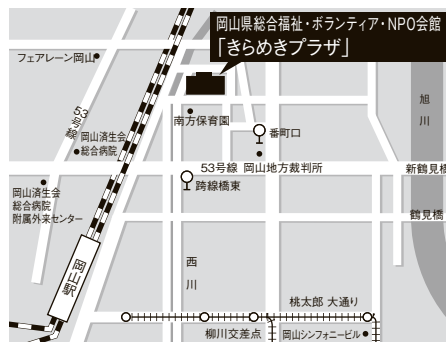 岡山県総合福祉・ボランティア・NPO会館
「きらめきプラザ」
フェアレーン岡山
53号線
岡山済生会
総合病院
南方保育園
番町口
旭川
53号線 岡山地方裁判所
新鶴見橋
岡山済生会
総合病院
附属外来センター
跨線橋東
鶴見橋
岡山駅
西川
桃太郎 大通り
柳川交差点
岡山シンフォニービル